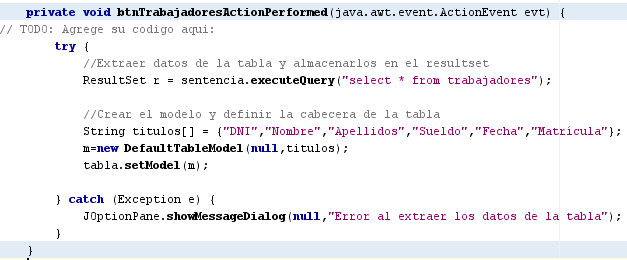 private void btnTrabajadoresActionPerformed(java.awt.event.ActionEvent evt) {
// TODO: Agrege su codigo aqui:
try {
//Extraer datos de la tabla y almacenarlos en el resultset
ResultSet r = sentencia.executeQuery("select * from trabajadores");
//Crear el modelo y definir la cabecera de la tabla
String titulos[] = {"DNI","Nombre","Apellidos","Sueldo","Fecha","Matrícula"};
m=new DefaultTableModel(null,titulos);
tabla.setModel(m);
} catch (Exception e) {
JOptionPane.showMessageDialog(null,"Error al extraer los datos de la tabla");
}
}